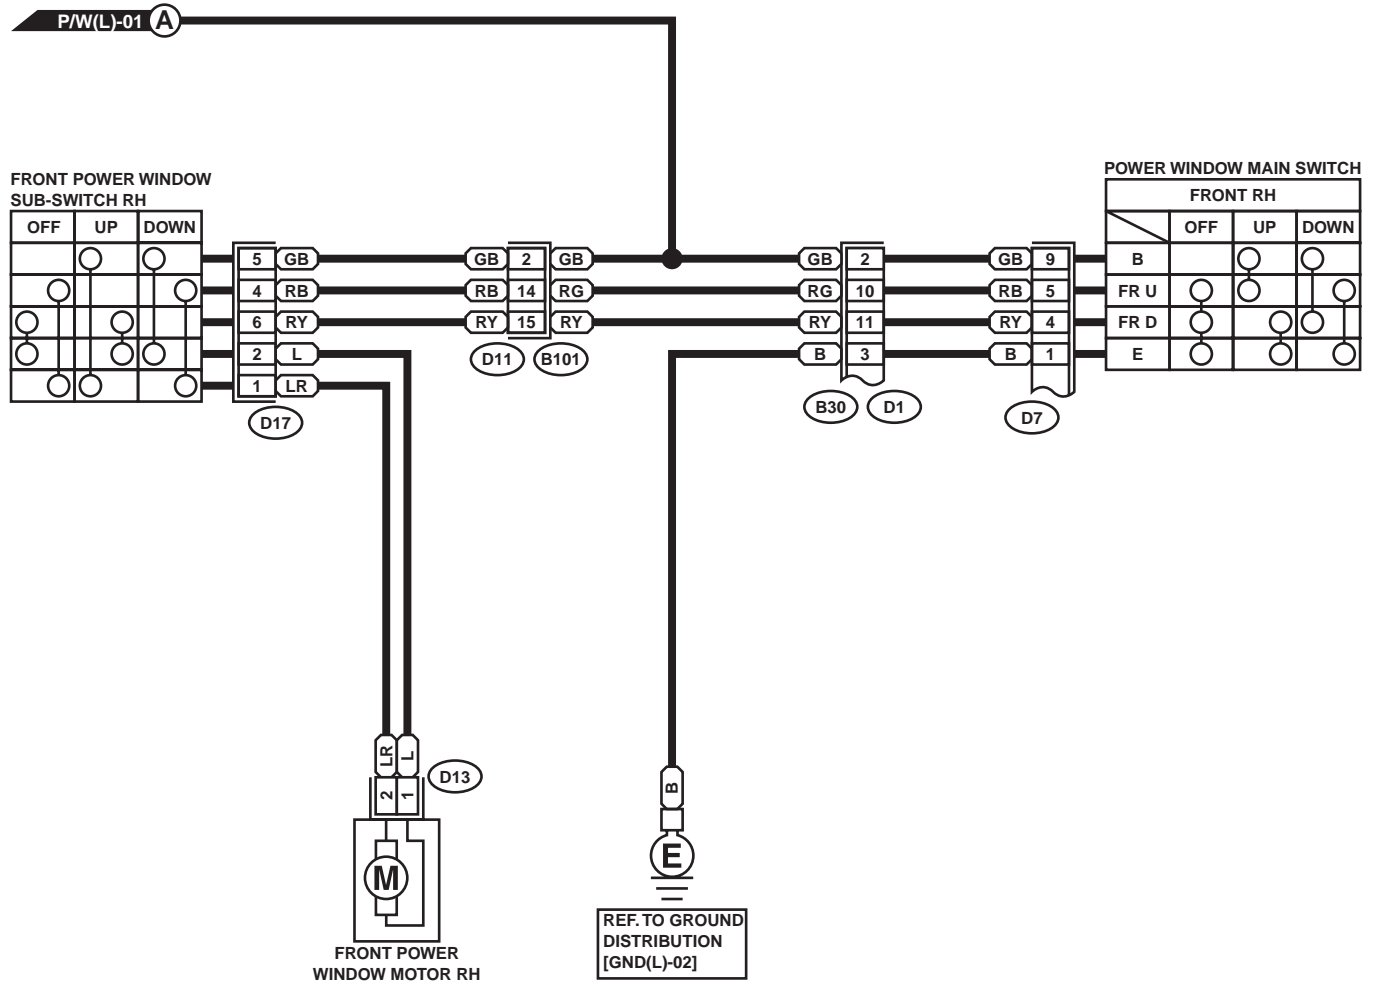 P/W(L)-01 A
FRONT POWER WINDOW
SUB-SWITCH RH
OFF UP DOWN
POWER WINDOW MAIN SWITCH
FRONT RH
OFF UP DOWN
5 GB GB 2 GB GB 2 GB 9 B
4 RB RB 14 RG RG 10 RB 5 FR U
6 RY RY 15 RY RY 11 RY 4 FR D
2 L B 3 B 1 E
1 LR
D11 B101
B30 D1
D7
D17
LR L
D13
2 1
M
FRONT POWER
WINDOW MOTOR RH
B
E
REF. TO GROUND
DISTRIBUTION
[GND(L)-02]